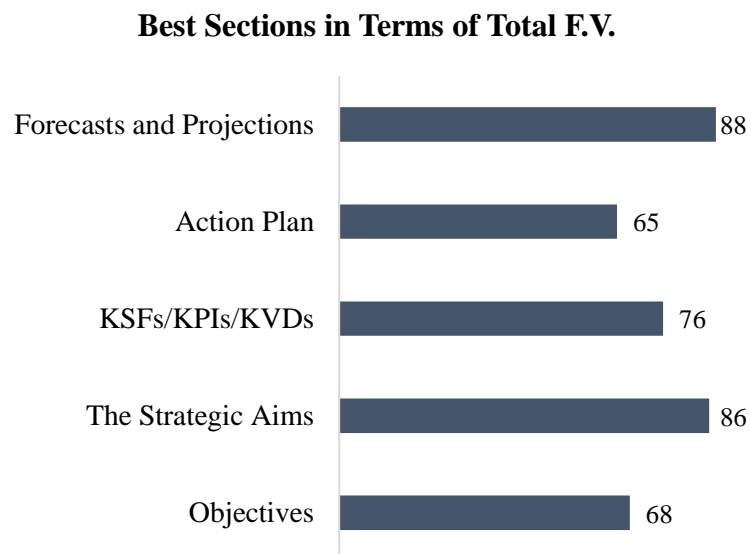 Best Sections in Terms of Total F.V.
Forecasts and Projections 88
Action Plan 65
KSFs/KPIs/KVDs 76
The Strategic Aims 86
Objectives 68